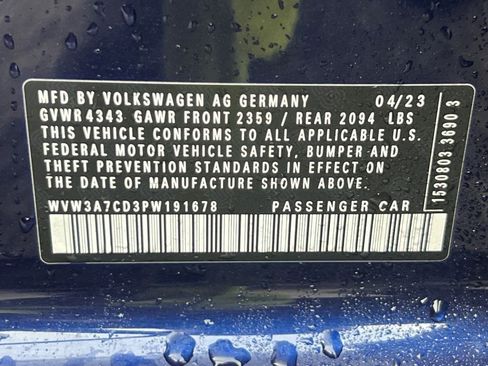 MFD BY VOLKSWAGEN AG GERMANY 04/23
GVWR 4343 GAWR FRONT 2359 / REAR 2094 LBS
THIS VEHICLE CONFORMS TO ALL APPLICABLE U.S.
FEDERAL MOTOR VEHICLE SAFETY, BUMPER AND
THEFT PREVENTION STANDARDS IN EFFECT ON
THE DATE OF MANUFACTURE SHOWN ABOVE.
WVW3A7CD3PW191678 PASSENGER CAR
1530803 3690 3